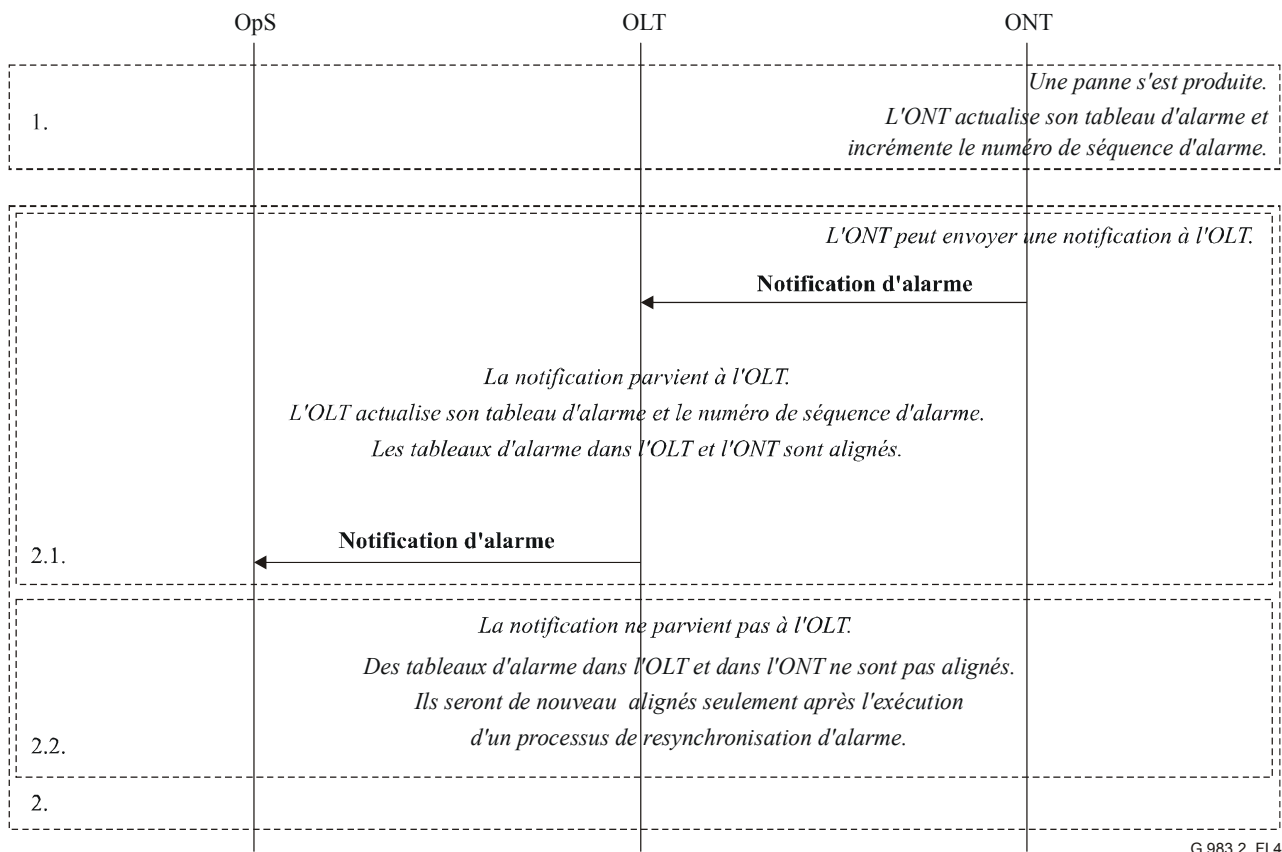 OpS OLT ONT
Une panne s'est produite.
1.
L'ONT actualise son tableau d'alarme et
incrémente le numéro de séquence d'alarme.
L'ONT peut envoyer une notification à l'OLT.
Notification d'alarme
La notification parvient à l'OLT.
L'OLT actualise son tableau d'alarme et le numéro de séquence d'alarme.
Les tableaux d'alarme dans l'OLT et l'ONT sont alignés.
Notification d'alarme
2.1.
La notification ne parvient pas à l'OLT.
Des tableaux d'alarme dans l'OLT et dans l'ONT ne sont pas alignés.
Ils seront de nouveau alignés seulement après l'exécution
d'un processus de resynchronisation d'alarme.
2.2.
2.
G.983.2_FI.4